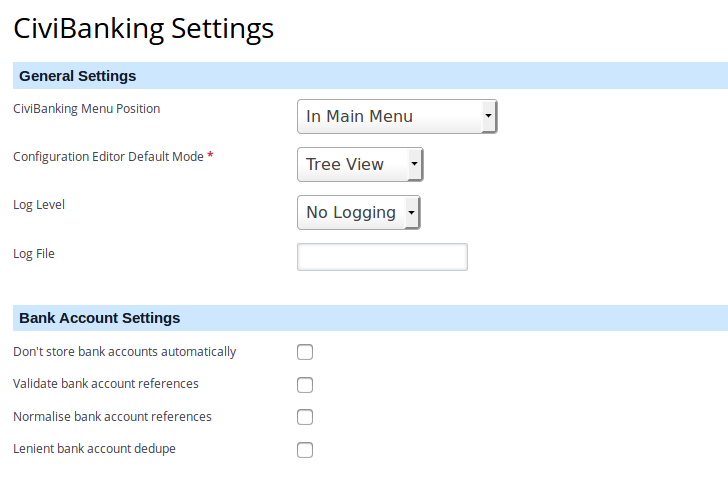 CiviBanking Settings
General Settings
CiviBanking Menu Position
In Main Menu
Configuration Editor Default Mode *
Tree View
Log Level
No Logging
Log File
Bank Account Settings
Don't store bank accounts automatically
Validate bank account references
Normalise bank account references
Lenient bank account dedupe